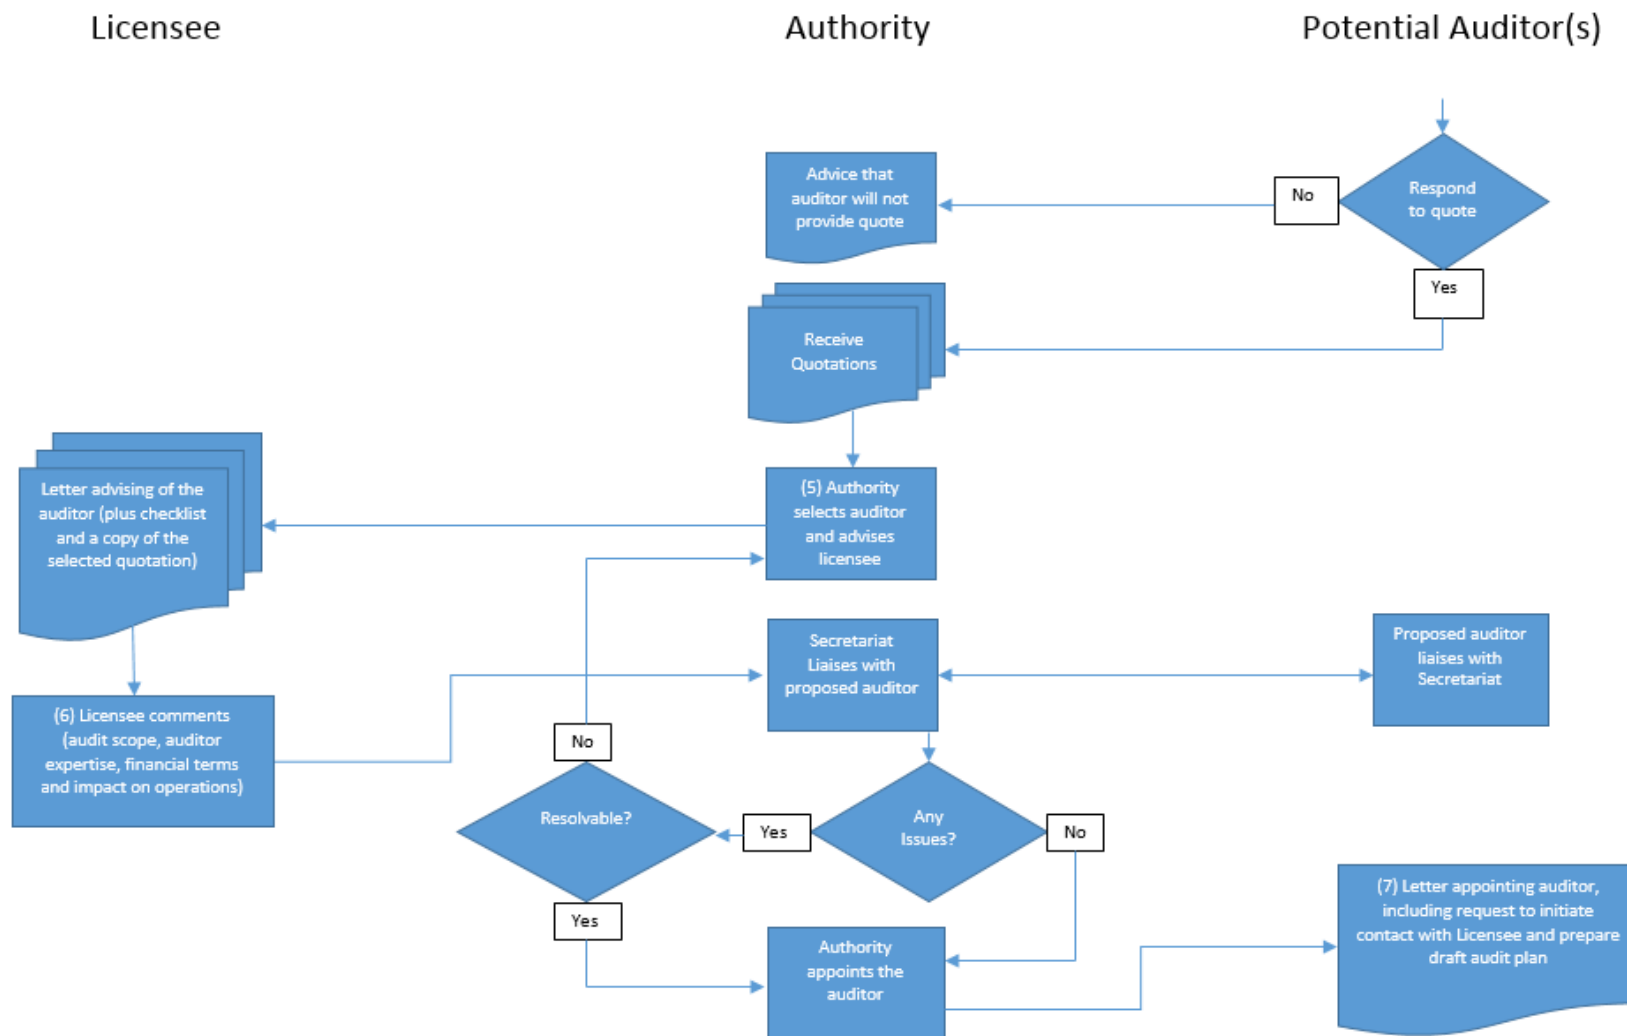 Licensee
Authority
Potential Auditor(s)
Advice that
auditor will not
provide quote
No
Respond
to quote
Yes
Receive
Quotations
Letter advising of the
auditor (plus checklist
and a copy of the
selected quotation)
(5) Authority
selects auditor
and advises
licensee
Secretariat
Liaises with
proposed auditor
Proposed auditor
liaises with
Secretariat
(6) Licensee comments
(audit scope, auditor
expertise, financial terms
and impact on operations)
No
Resolvable?
Yes
Any
Issues?
No
Yes
Authority
appoints the
auditor
(7) Letter appointing auditor,
including request to initiate
contact with Licensee and prepare
draft audit plan